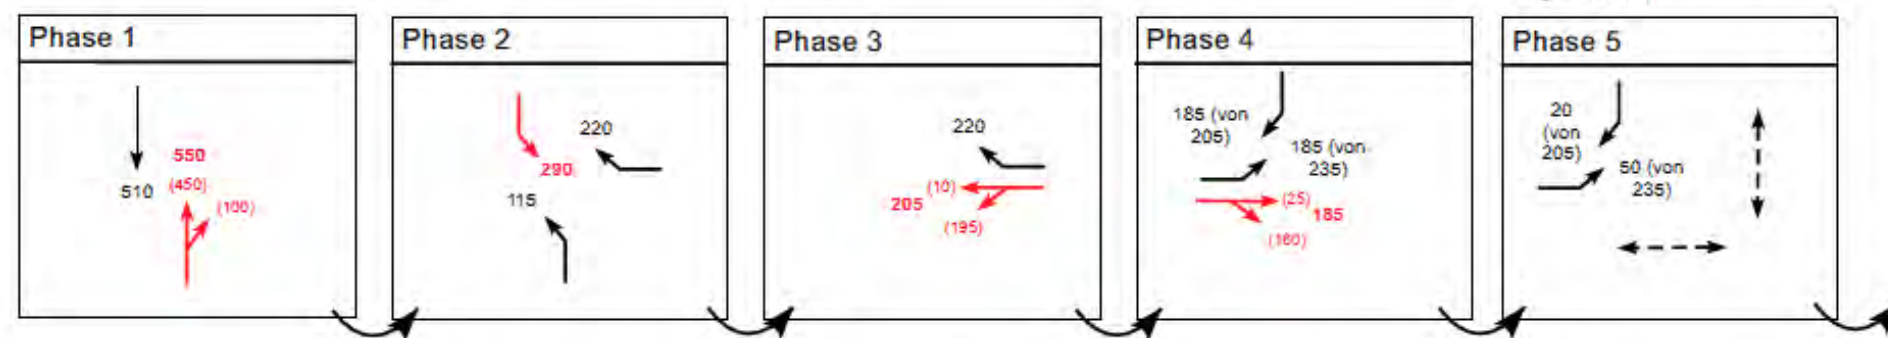 Phase 1
550
(450)
510
(100)
Phase 2
220
290
115
Phase 3
220
(10)
205
(195)
Phase 4
185 (von
205)
185 (von
235)
(25)
185
(160)
Phase 5
20
(von
205)
50 (von
235)